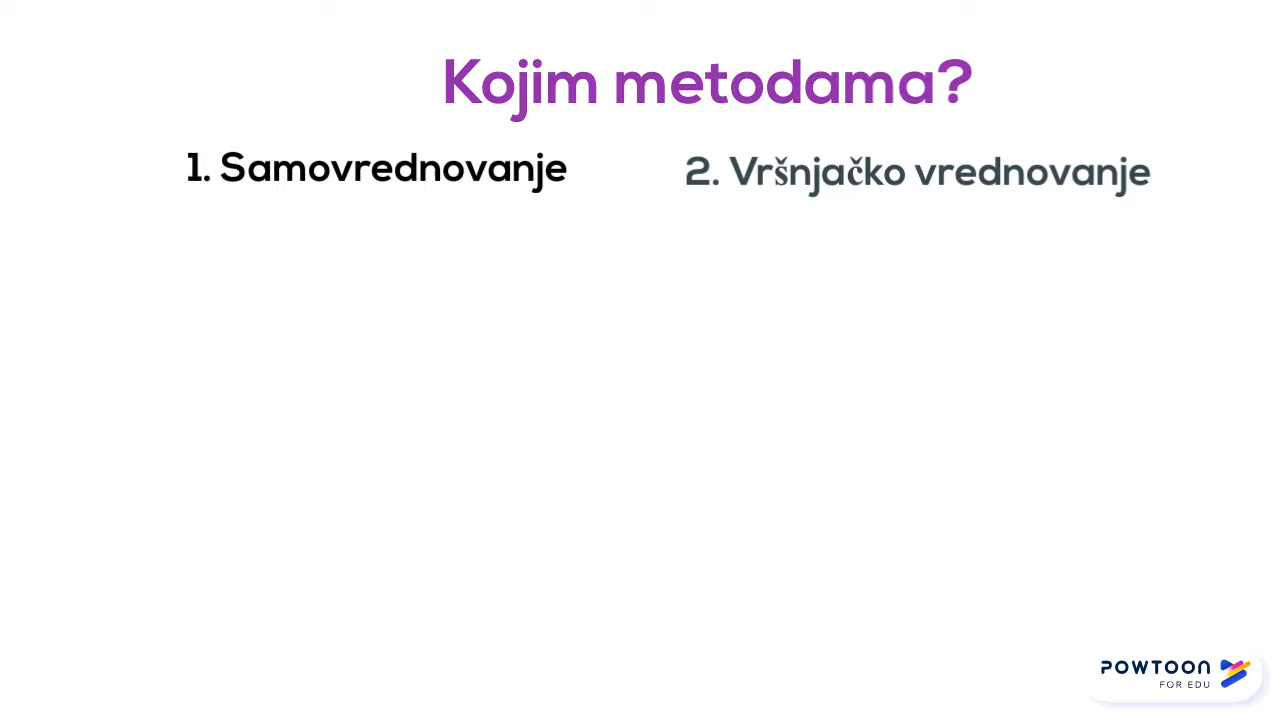 Kojim metodama?
1. Samovrednovanje
2. Vršnjačko vrednovanje
POWTOON
FOR EDU